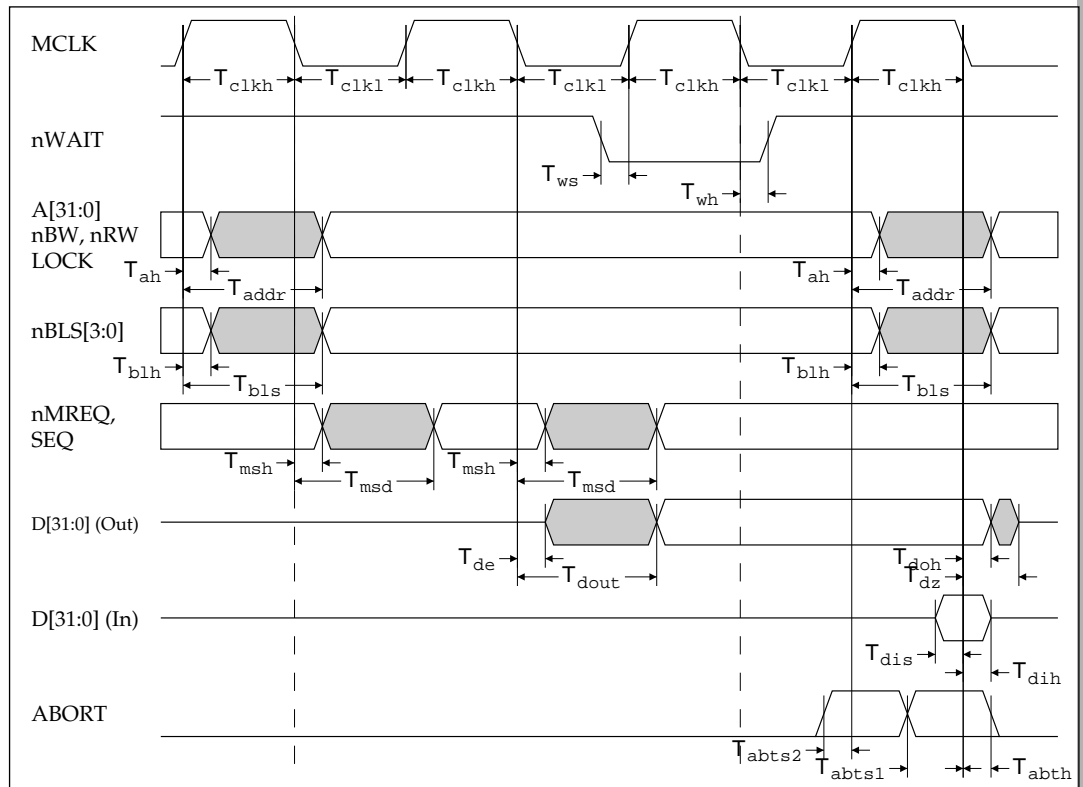 MCLK
Tclkh Tclkl Tclkh Tclkl Tclkh Tclkl Tclkh
nWAIT
Tws
Twh
A[31:0]
nBW, nRW
LOCK
Tah Tah
Taddr Taddr
nBLS[3:0]
Tblh Tblh
Tbls Tbls
nMREQ,
SEQ
Tmsh Tmsh
Tmsd Tmsd
D[31:0] (Out)
Tde Tdoh
Tdout Tdz
D[31:0] (In)
Tdis
Tdih
ABORT
Tabts2
Tabts1 Tabth